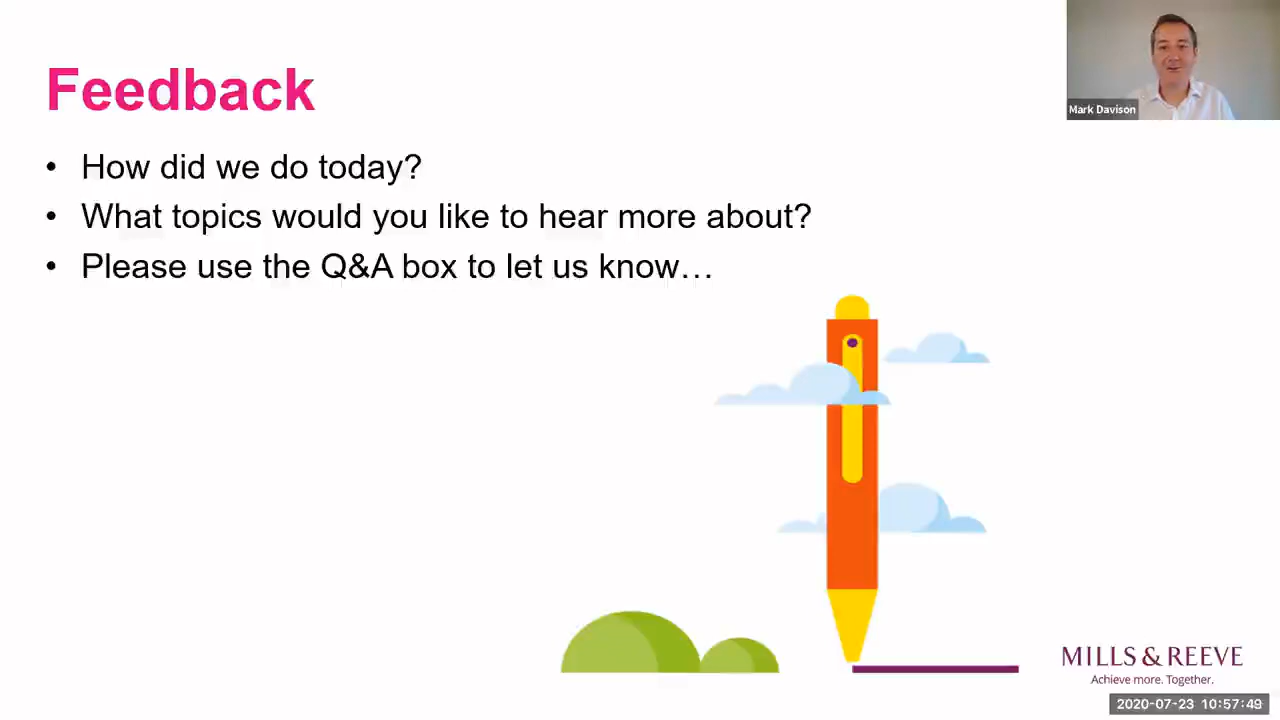 Feedback
Mark Davison
• How did we do today?
• What topics would you like to hear more about?
• Please use the Q&A box to let us know…
MILLS & REEVE
Achieve more. Together.
2020-07-23 10:57:49